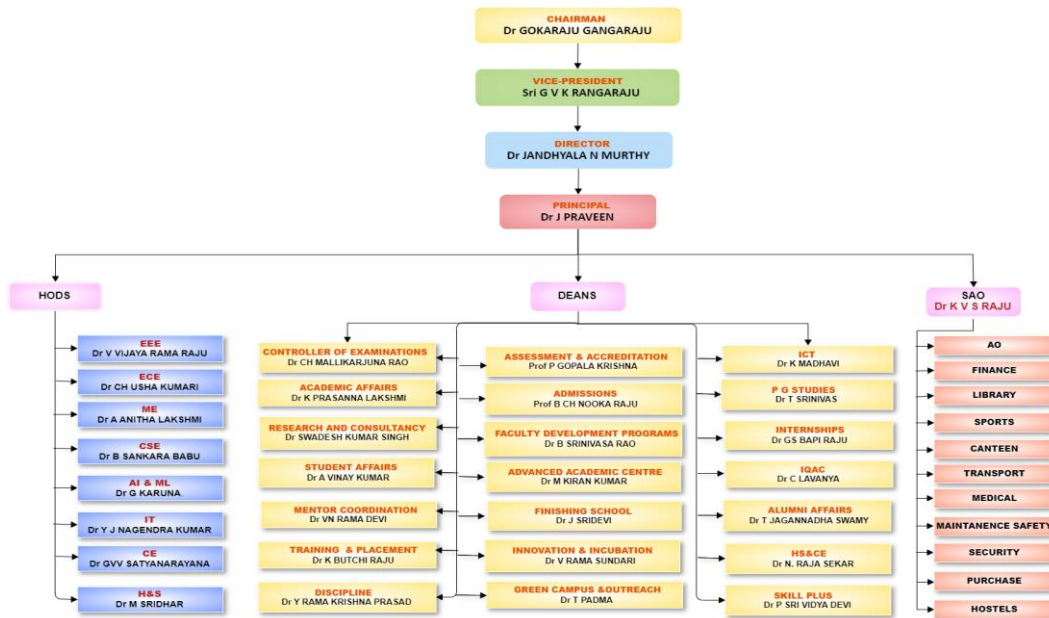 CHAIRMAN
Dr GOKARAJU GANGARAJU
VICE-PRESIDENT
Sri G V K RANGARAJU
DIRECTOR
Dr JANDHYALA N MURTHY
PRINCIPAL
Dr J PRAVEEN
HODS
EEE
Dr V VIJAYA RAMA RAJU
ECE
Dr CH USHA KUMARI
ME
Dr A ANITHA LAKSHMI
CSE
Dr B SANKARA BABU
AI & ML
Dr G KARUNA
IT
Dr Y J NAGENDRA KUMAR
CE
Dr GVV SATYANARAYANA
H&S
Dr M SRIDHAR
DEANS
CONTROLLER OF EXAMINATIONS
Dr CH MALLIKARJUNA RAO
ACADEMIC AFFAIRS
Dr K PRASANNA LAKSHMI
RESEARCH AND CONSULTANCY
Dr SWADESH KUMAR SINGH
STUDENT AFFAIRS
Dr A VINAY KUMAR
MENTOR COORDINATION
Dr VN RAMA DEVI
TRAINING & PLACEMENT
Dr K BUTCHI RAJU
DISCIPLINE
Dr Y RAMA KRISHNA PRASAD
ASSESSMENT & ACCREDITATION
Prof P GOPALA KRISHNA
ADMISSIONS
Prof B CH NOOKA RAJU
FACULTY DEVELOPMENT PROGRAMS
Dr B SRINIVASA RAO
ADVANCED ACADEMIC CENTRE
Dr M KIRAN KUMAR
FINISHING SCHOOL
Dr J SRIDEVI
INNOVATION & INCUBATION
Dr V RAMA SUNDARI
GREEN CAMPUS &OUTREACH
Dr T PADMA
ICT
Dr K MADHAVI
P G STUDIES
Dr T SRINIVAS
INTERNSHIPS
Dr GS BAPI RAJU
IQAC
Dr C LAVANYA
ALUMNI AFFAIRS
Dr T JAGANNADHA SWAMY
HS&CE
Dr N. RAJA SEKAR
SKILL PLUS
Dr P SRI VIDYA DEVI
SAO
Dr K V S RAJU
AO
FINANCE
LIBRARY
SPORTS
CANTEEN
TRANSPORT
MEDICAL
MAINTANENCE SAFETY
SECURITY
PURCHASE
HOSTELS